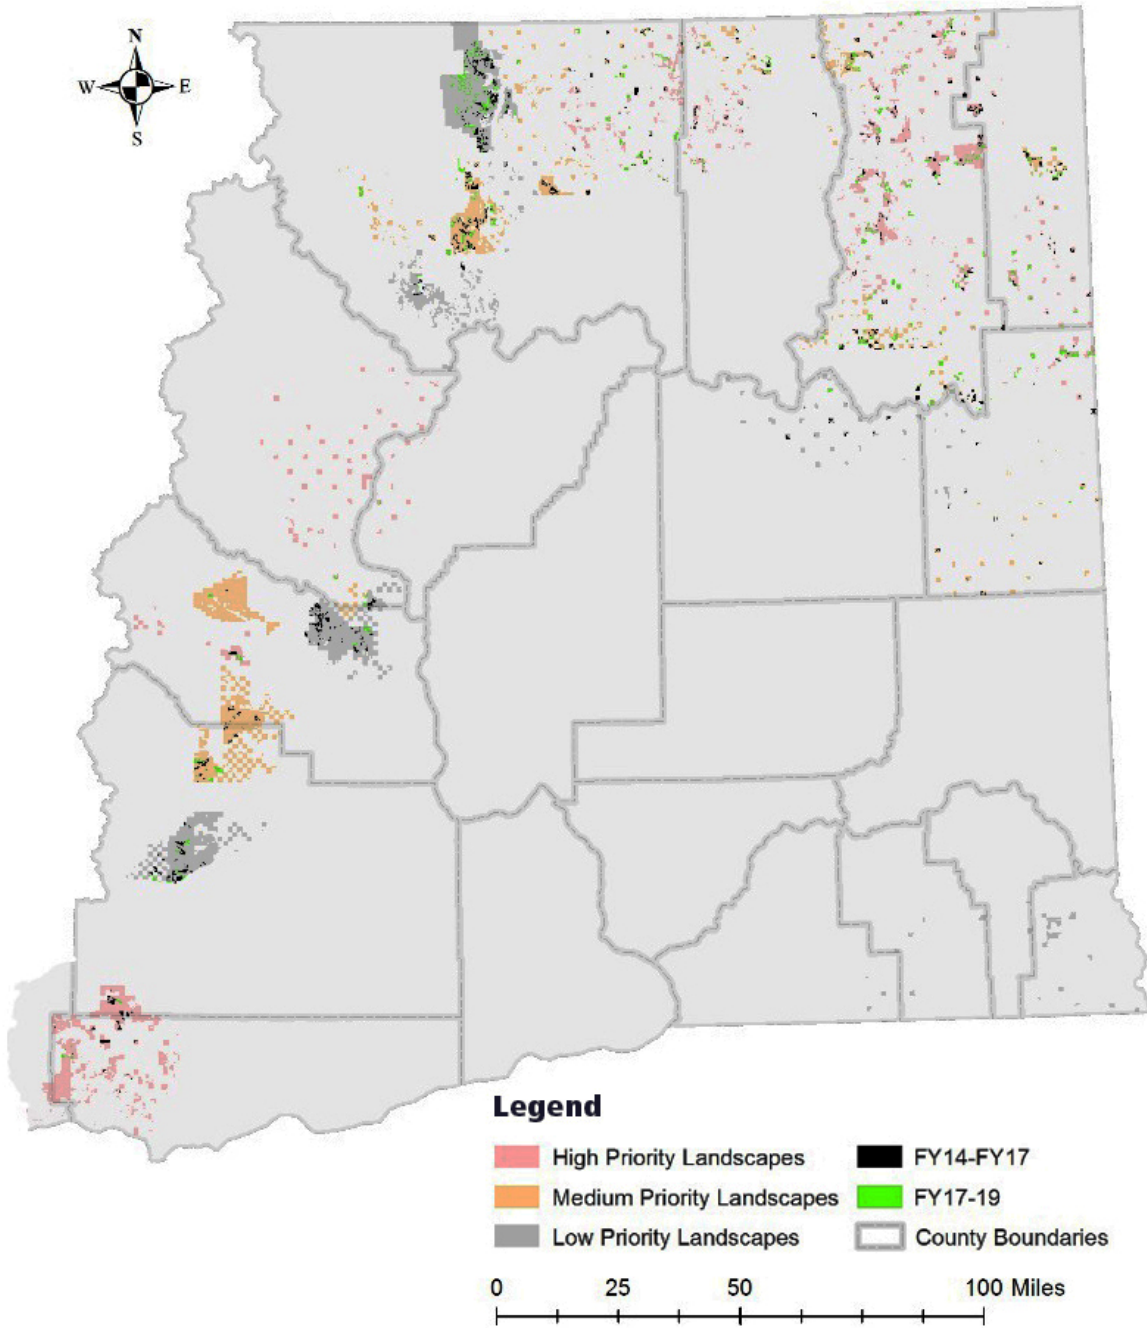 N
W E
S
Legend
High Priority Landscapes FY14-FY17
Medium Priority Landscapes FY17-19
Low Priority Landscapes County Boundaries
0 25 50 100 Miles